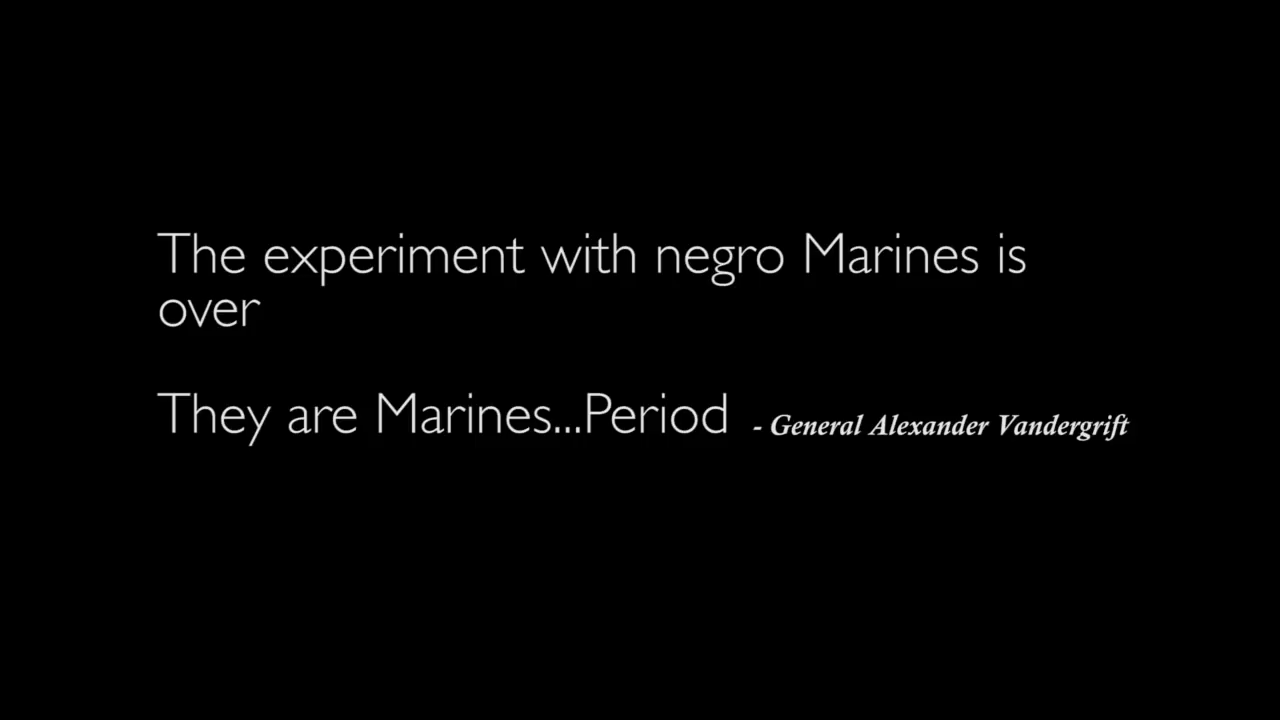 The experiment with negro Marines is
over
They are Marines...Period - General Alexander Vandergrift